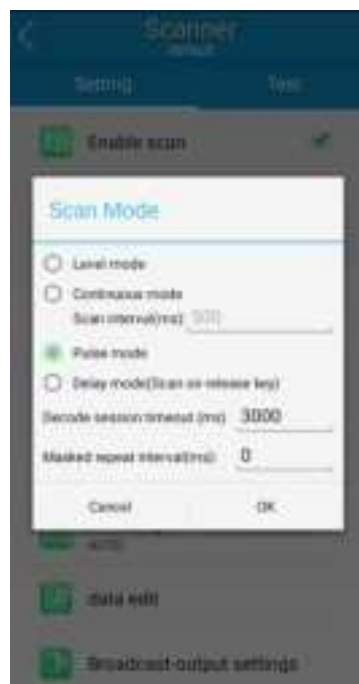 Scanner
default
Setting
Test
Enable scan
Scan Mode
Level mode
Continuous mode
Scan interval(ms) 500
Pulse mode
Delay mode(Scan on release key)
Decode session timeout (ms) 3000
Masked repeat interval(ms) 0
Cancel
OK
data edit
Broadcast output settings